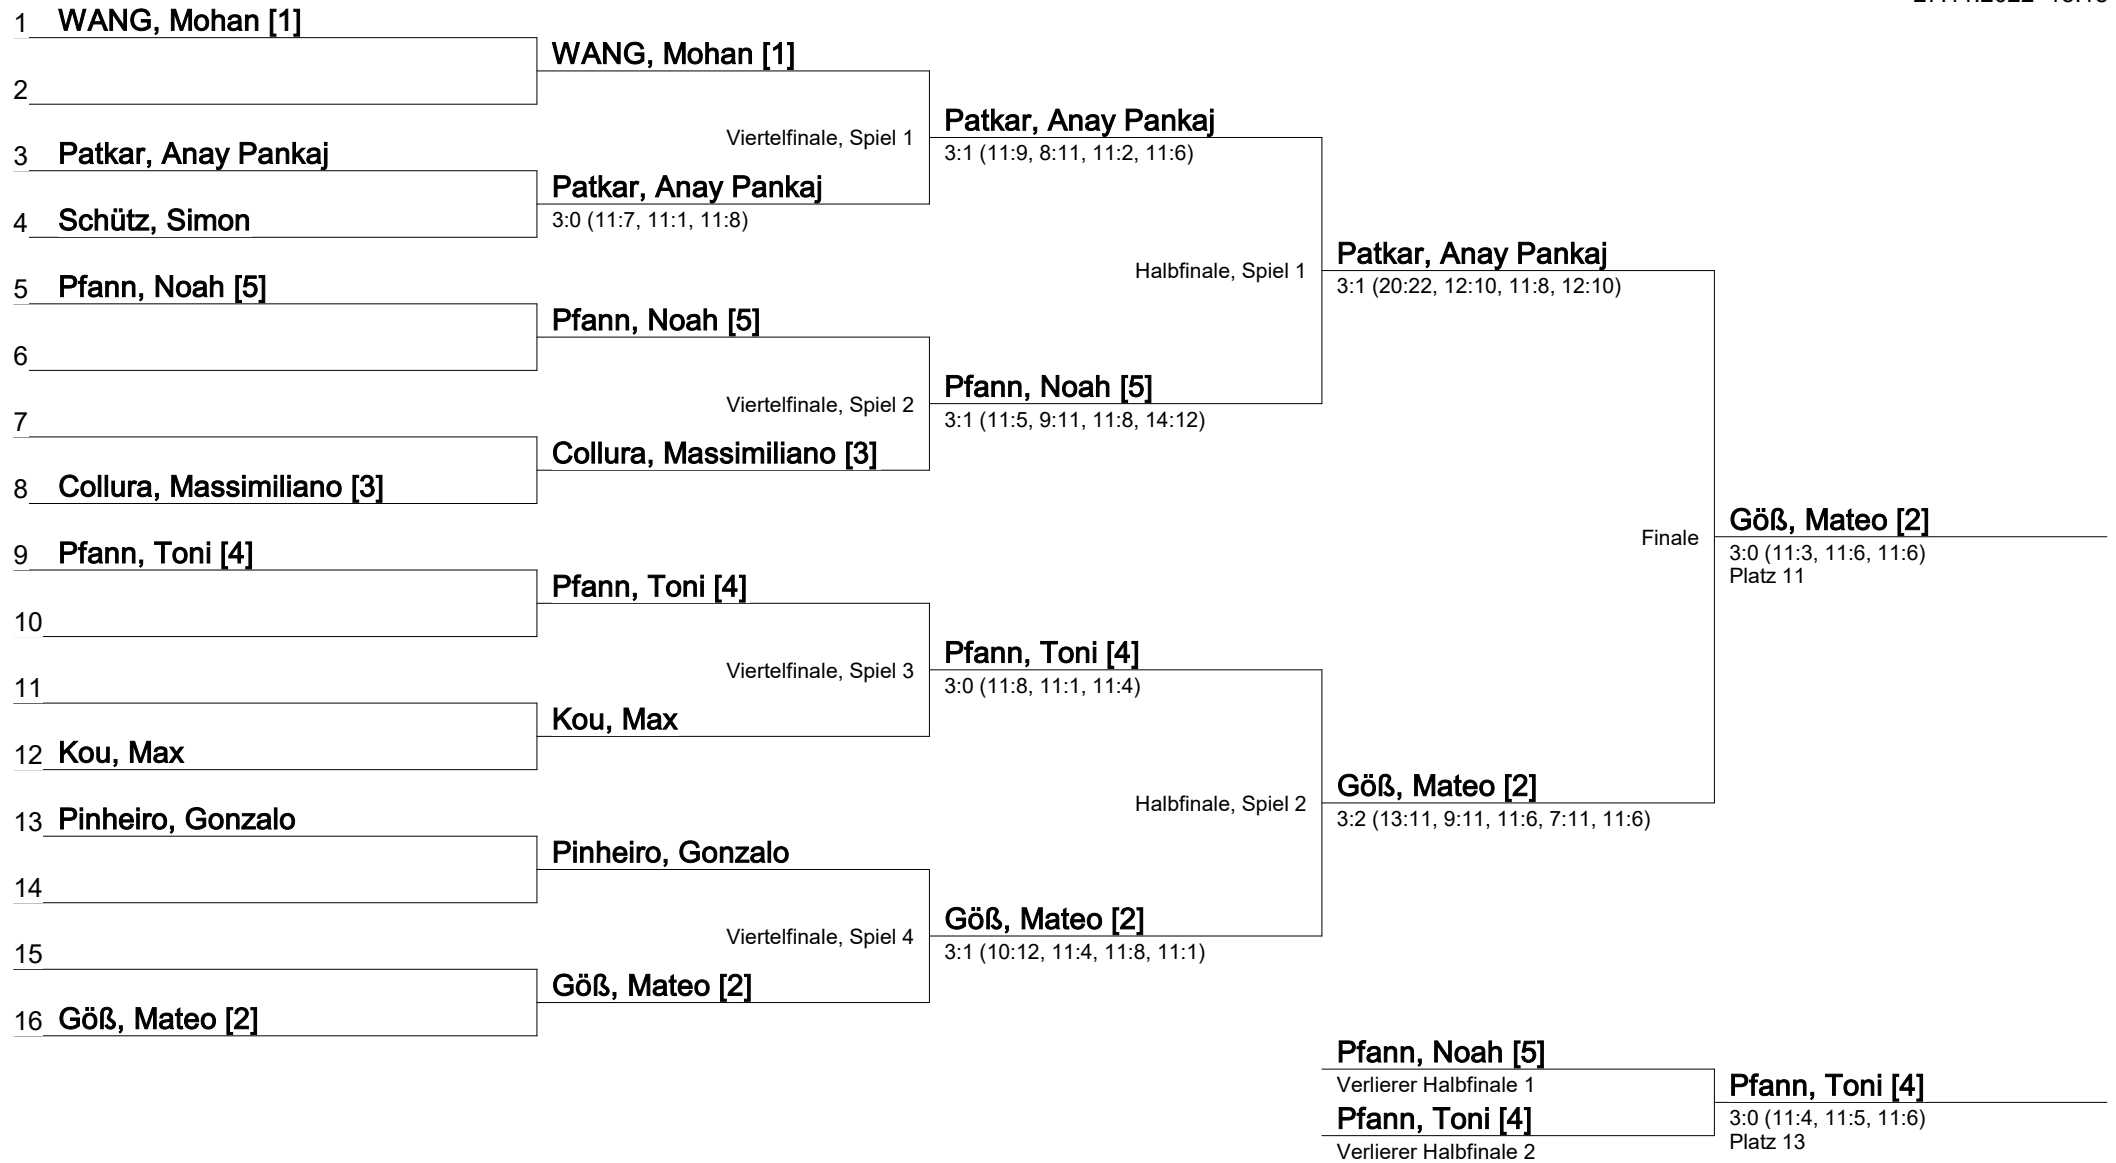 1 WANG, Mohan [1]
WANG, Mohan [1]
2
Viertelfinale, Spiel 1
Patkar, Anay Pankaj
3:1 (11:9, 8:11, 11:2, 11:6)
3 Patkar, Anay Pankaj
Patkar, Anay Pankaj
3:0 (11:7, 11:1, 11:8)
4 Schütz, Simon
Halbfinale, Spiel 1
Patkar, Anay Pankaj
3:1 (20:22, 12:10, 11:8, 12:10)
5 Pfann, Noah [5]
Pfann, Noah [5]
6
Viertelfinale, Spiel 2
Pfann, Noah [5]
3:1 (11:5, 9:11, 11:8, 14:12)
7
Collura, Massimiliano [3]
8 Collura, Massimiliano [3]
Finale
Göß, Mateo [2]
3:0 (11:3, 11:6, 11:6)
Platz 11
9 Pfann, Toni [4]
Pfann, Toni [4]
10
Viertelfinale, Spiel 3
Pfann, Toni [4]
3:0 (11:8, 11:1, 11:4)
11
Kou, Max
12 Kou, Max
Halbfinale, Spiel 2
Göß, Mateo [2]
3:2 (13:11, 9:11, 11:6, 7:11, 11:6)
13 Pinheiro, Gonzalo
Pinheiro, Gonzalo
14
Viertelfinale, Spiel 4
Göß, Mateo [2]
3:1 (10:12, 11:4, 11:8, 11:1)
15
Göß, Mateo [2]
16 Göß, Mateo [2]
Pfann, Noah [5]
Verlierer Halbfinale 1
Pfann, Toni [4]
Verlierer Halbfinale 2
Pfann, Toni [4]
3:0 (11:4, 11:5, 11:6)
Platz 13